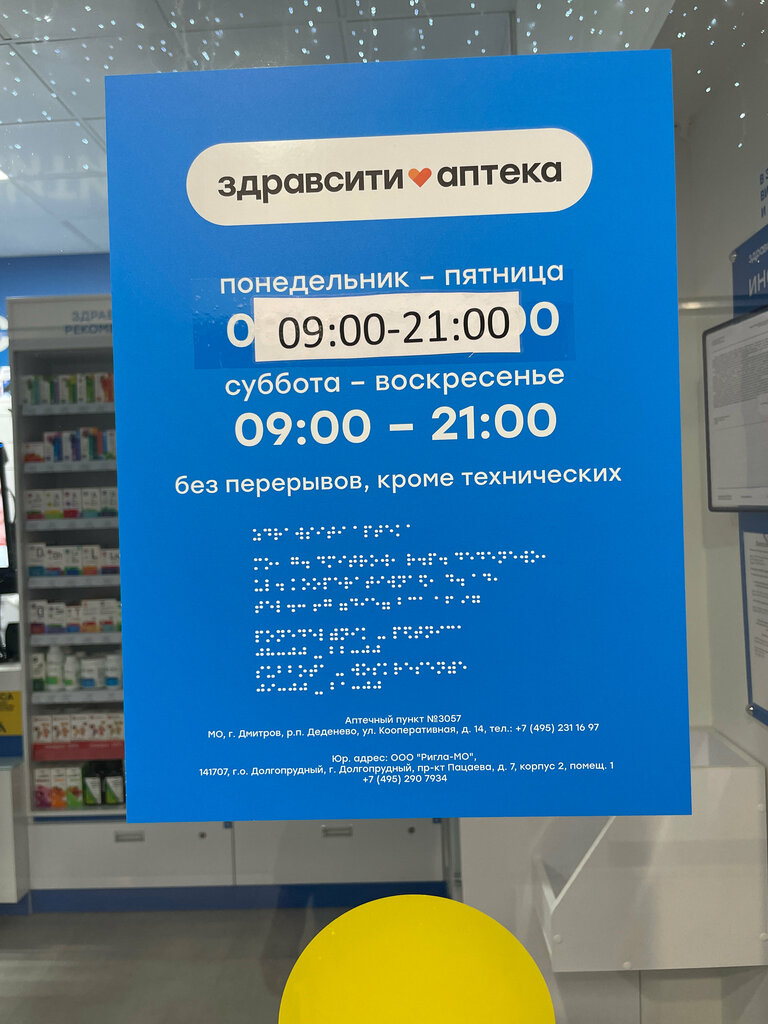 здравсити аптека
понедельник – пятница
09:00-21:00
суббота – воскресенье
09:00 – 21:00
без перерывов, кроме технических
Аптечный пункт №3057
МО, г. Дмитров, р.п. Деденево, ул. Кооперативная, д. 14, тел.: +7 (495) 231 16 97
Юр. адрес: ООО "Ригла-МО",
141707, г.о. Долгопрудный, г. Долгопрудный, пр-кт Пацаева, д. 7, корпус 2, помещ. 1
+7 (495) 290 7934